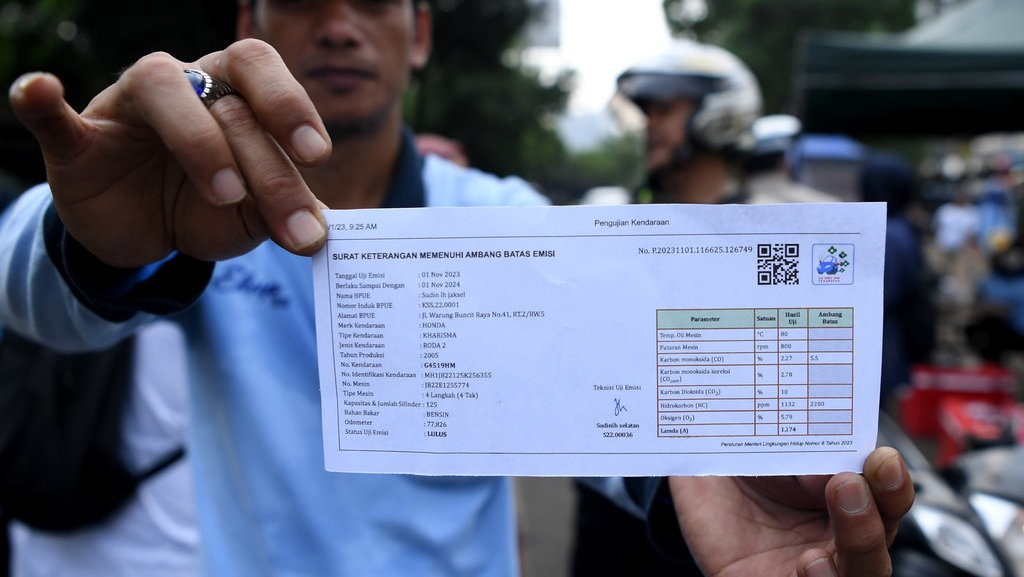 /1/23, 9:25 AM
Pengujian Kendaraan
SURAT KETERANGAN MEMENUHI AMBANG BATAS EMISI
No. P.20231101.116625.126749
Tanggal Uji Emisi : 01 Nov 2023
Berlaku Sampai Dengan : 01 Nov 2024
Nama BPUE : Sudin lh jaksel
Nomor Induk BPUE : KSS.22.0001
Alamat BPUE : Jl. Warung Buncit Raya No.41, RT.2/RW.5
Merk Kendaraan : HONDA
Tipe Kendaraan : KHARISMA
Jenis Kendaraan : RODA 2
Tahun Produksi : 2005
No. Kendaraan : G4519HM
No. Identifikasi Kendaraan : MH1JB22125K256355
No. Mesin : JB22E1255774
Tipe Mesin : 4 Langkah (4 Tak)
Kapasitas & Jumlah Silinder : 125
Bahan Bakar : BENSIN
Odometer : 77,826
Status Uji Emisi : LULUS
Teknisi Uji Emisi
Sudinlh selatan
S22.00036
Parameter Satuan Hasil Uji Ambang Batas
Temp. Oli Mesin °C 80
Putaran Mesin rpm 800
Karbon monoksida (CO) % 2.27 5.5
Karbon monoksida koreksi (COcorr) % 2.78
Karbon Dioksida (CO2) % 10
Hidrokarbon (HC) ppm 1132 2200
Oksigen (O2) % 5.79
Lamda (λ) 1.174
Peraturan Menteri Lingkungan Hidup Nomor 8 Tahun 2023